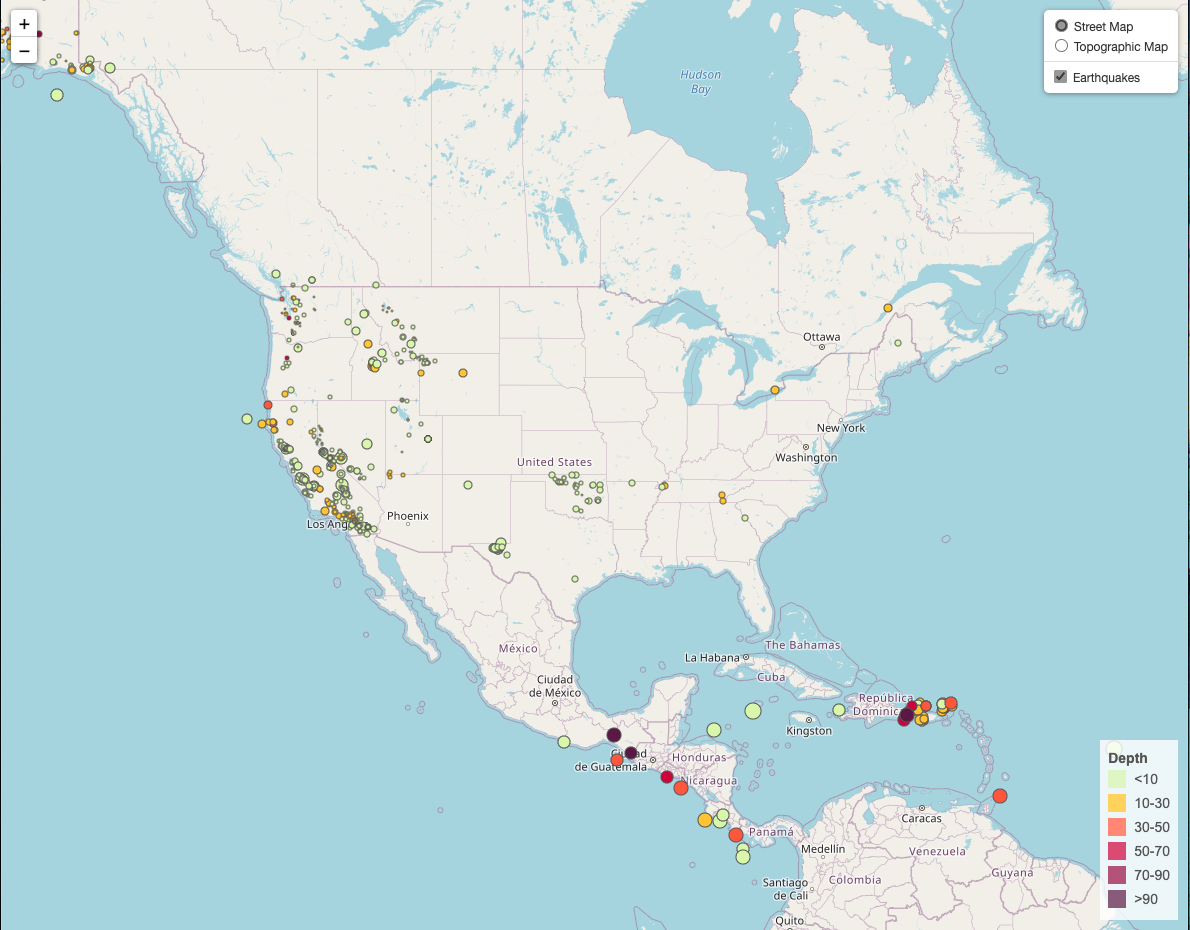 +
−
Street Map
Topographic Map
Earthquakes
Hudson
Bay
Ottawa
New York
Washington
United States
Phoenix
Los Ang
México
La Habana
The Bahamas
Cuba
Ciudad
de México
República
Dominic
Kingston
Ciudad
de Guatemala
Honduras
Nicaragua
Panamá
Caracas
Medellín
Venezuela
Guyana
Colombia
Santiago
de Cali
Quito
Depth
<10
10-30
30-50
50-70
70-90
>90